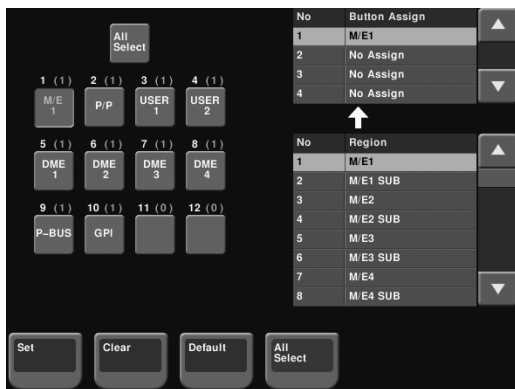 All
Select
1 (1) 2 (1) 3 (1) 4 (1)
M/E
1
P/P
USER
1
USER
2
5 (1) 6 (1) 7 (1) 8 (1)
DME
1
DME
2
DME
3
DME
4
9 (1) 10 (1) 11 (0) 12 (0)
P-BUS
GPI
No Button Assign
1 M/E1
2 No Assign
3 No Assign
4 No Assign
No Region
1 M/E1
2 M/E1 SUB
3 M/E2
4 M/E2 SUB
5 M/E3
6 M/E3 SUB
7 M/E4
8 M/E4 SUB
Set
Clear
Default
All
Select